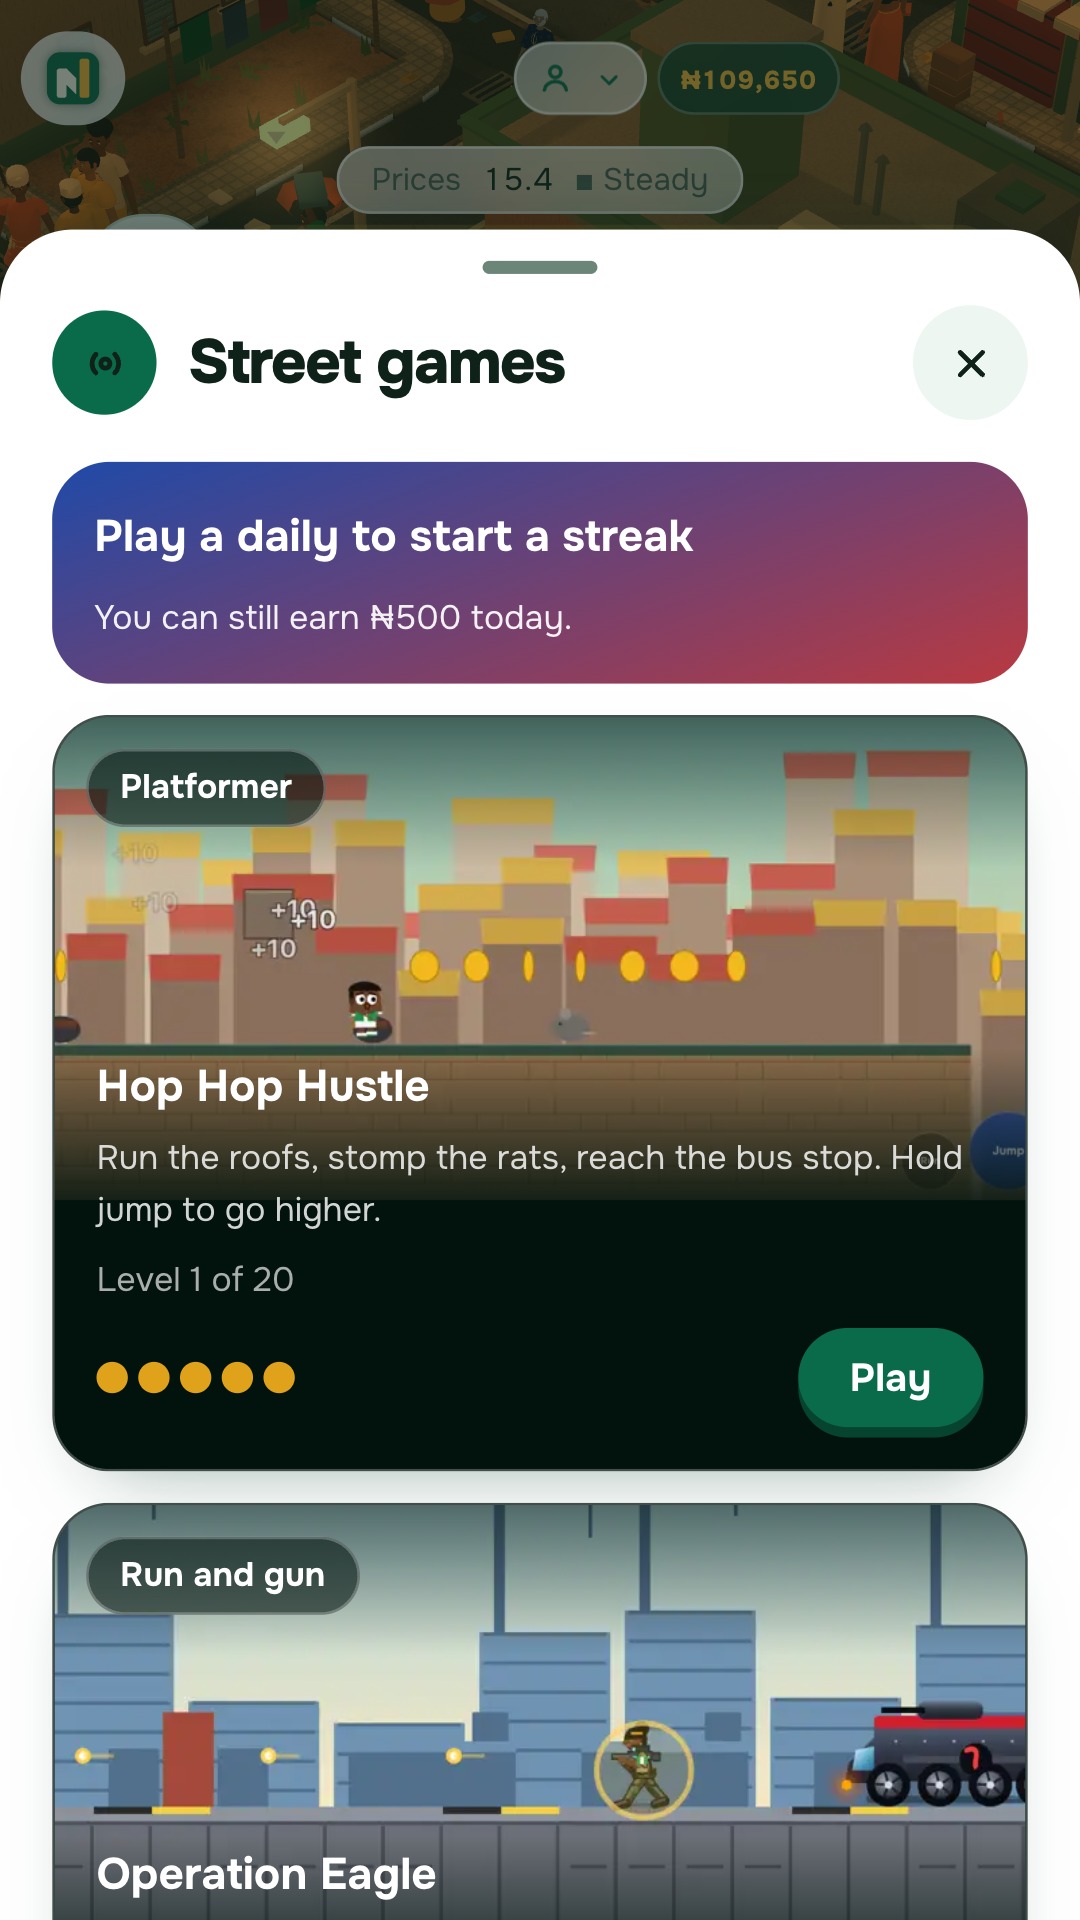 ₦109,650
Prices 15.4 ■ Steady
Street games
Play a daily to start a streak
You can still earn ₦500 today.
Platformer
+10
+10
+10
+10
+10
Hop Hop Hustle
Run the roofs, stomp the rats, reach the bus stop. Hold
jump to go higher.
Jump
Level 1 of 20
Play
Run and gun
7
Operation Eagle